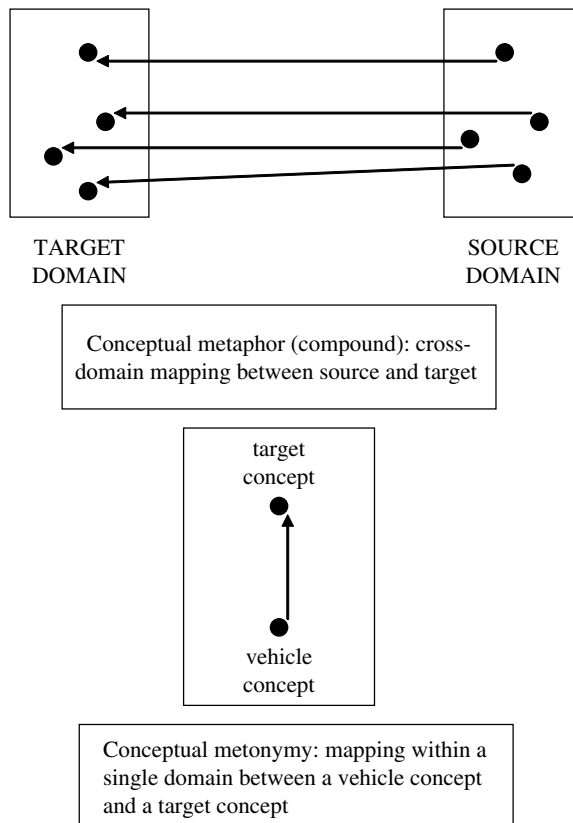 TARGET
DOMAIN
SOURCE
DOMAIN
Conceptual metaphor (compound): cross-
domain mapping between source and target
target
concept
vehicle
concept
Conceptual metonymy: mapping within a
single domain between a vehicle concept
and a target concept